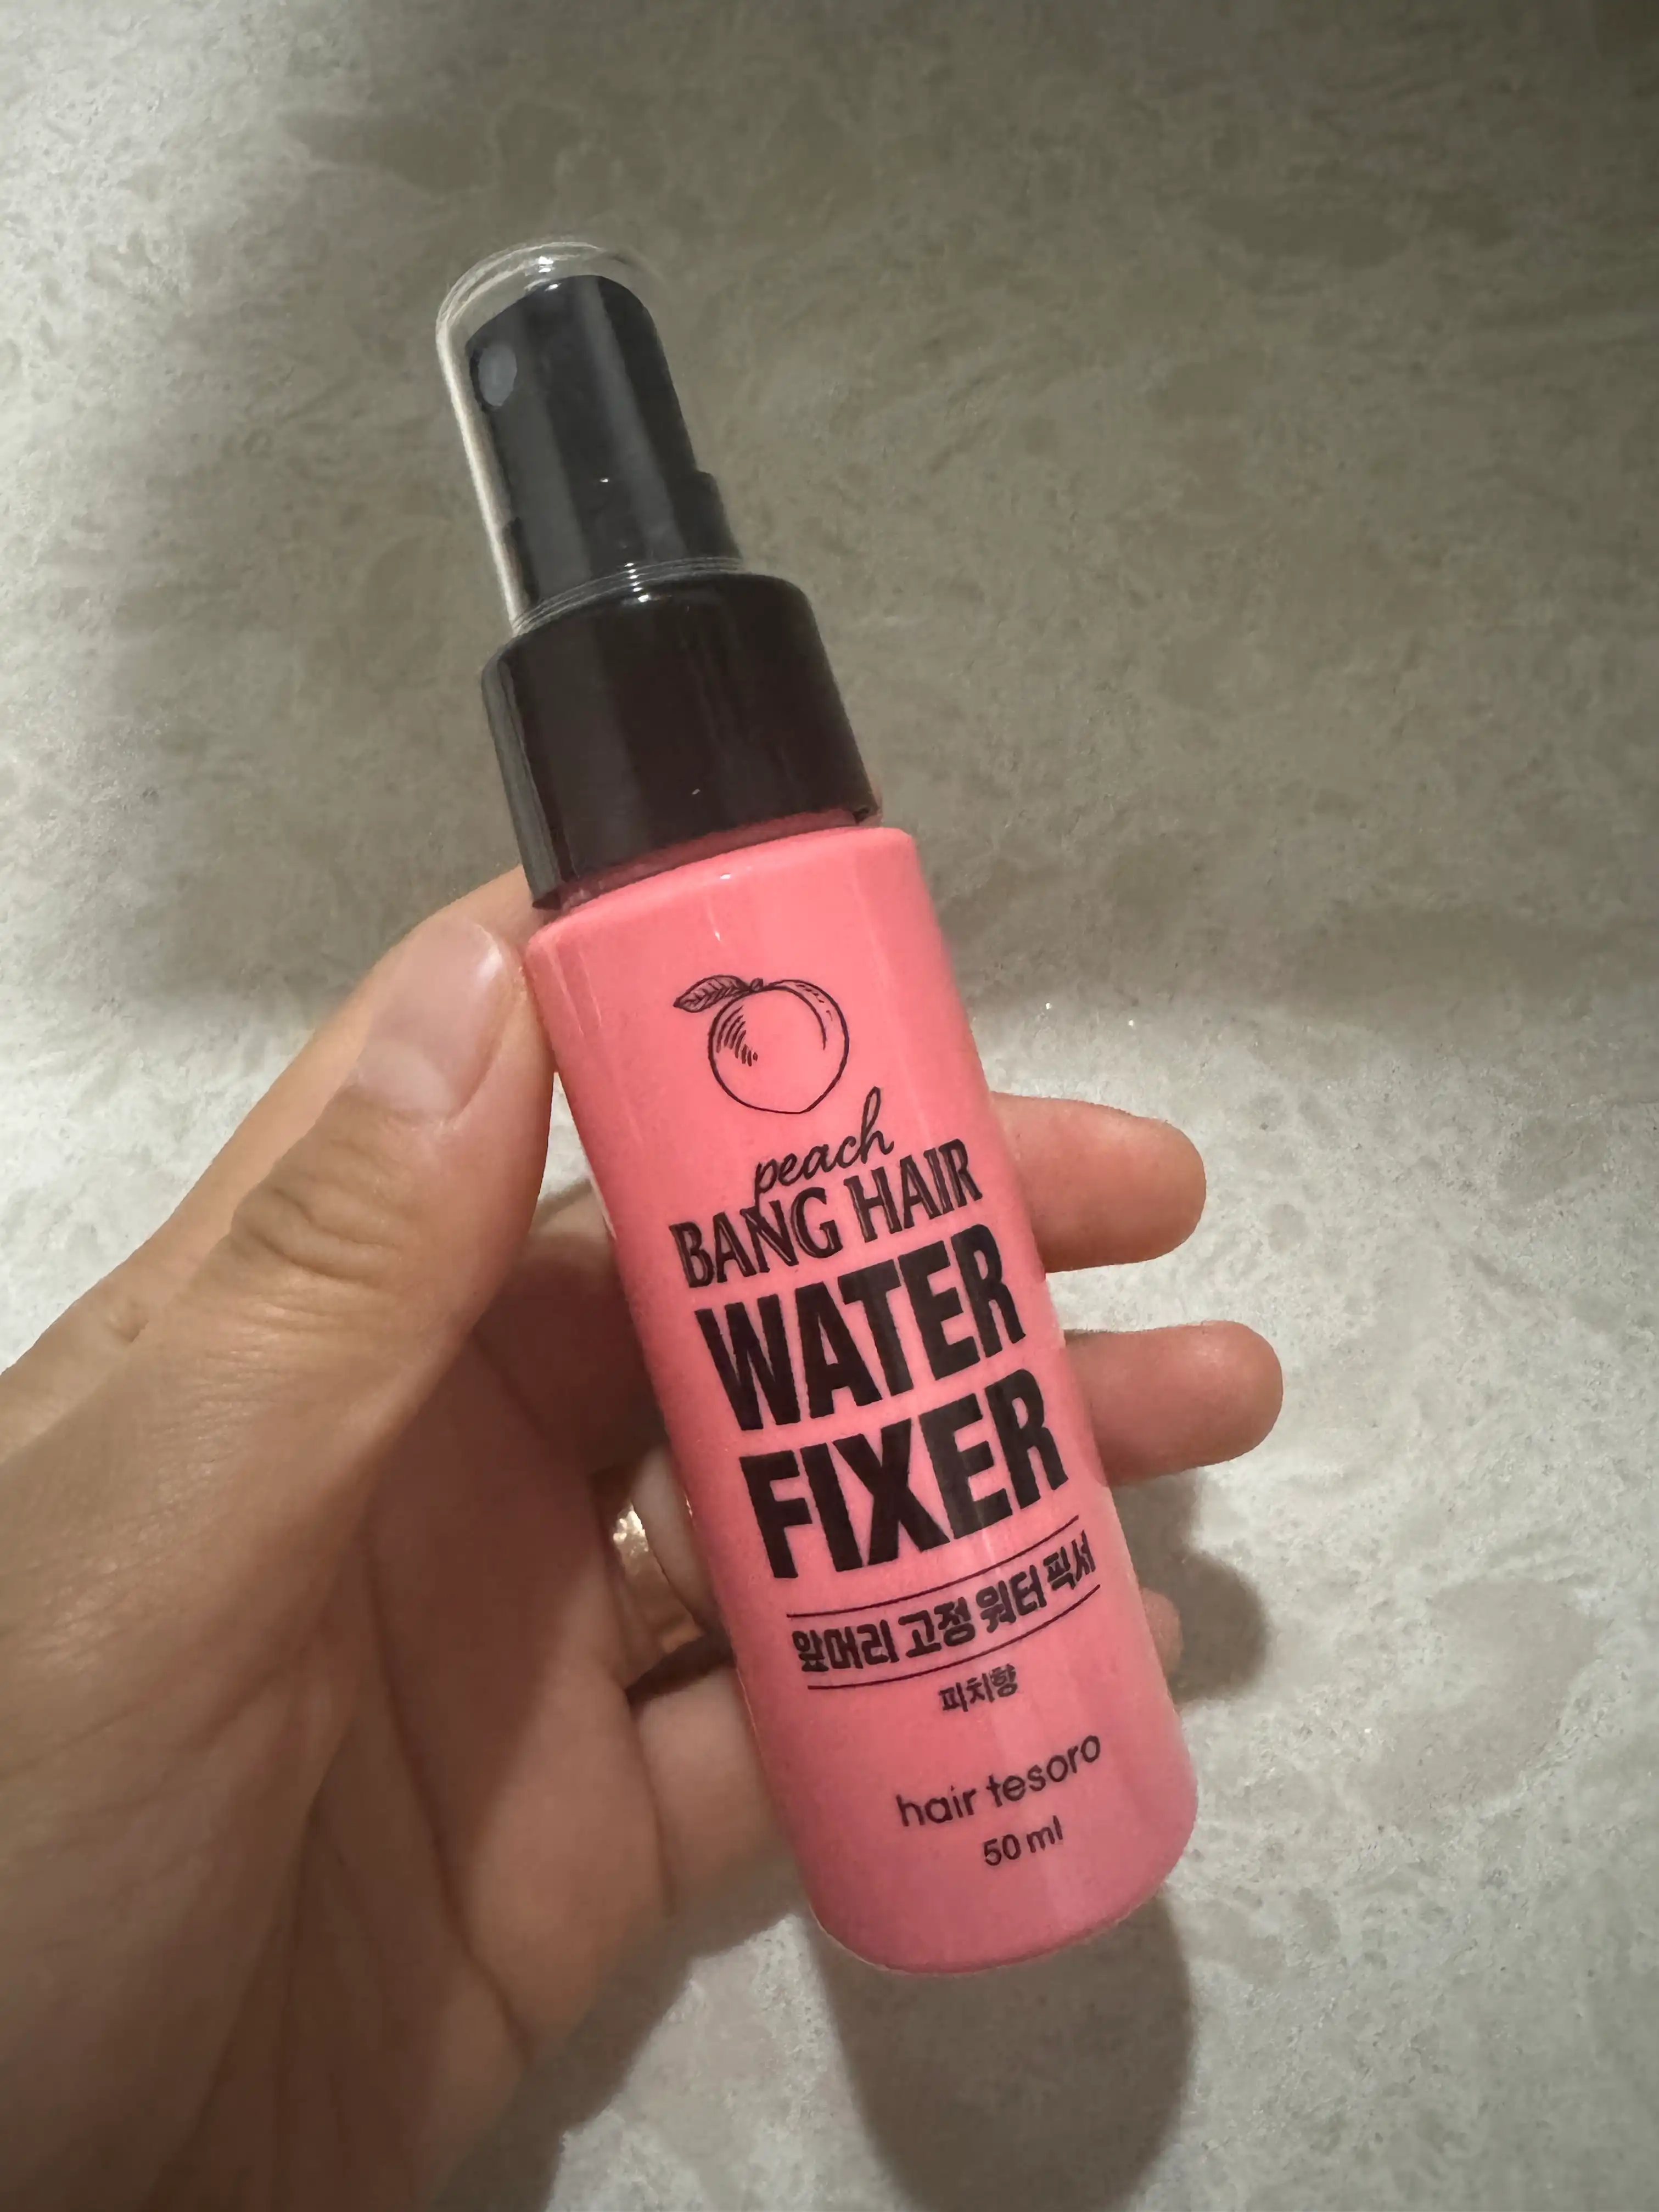 peach
BANG HAIR
WATER
FIXER
앞머리 고정 워터 픽서
피치향
hair tesoro
50 ml